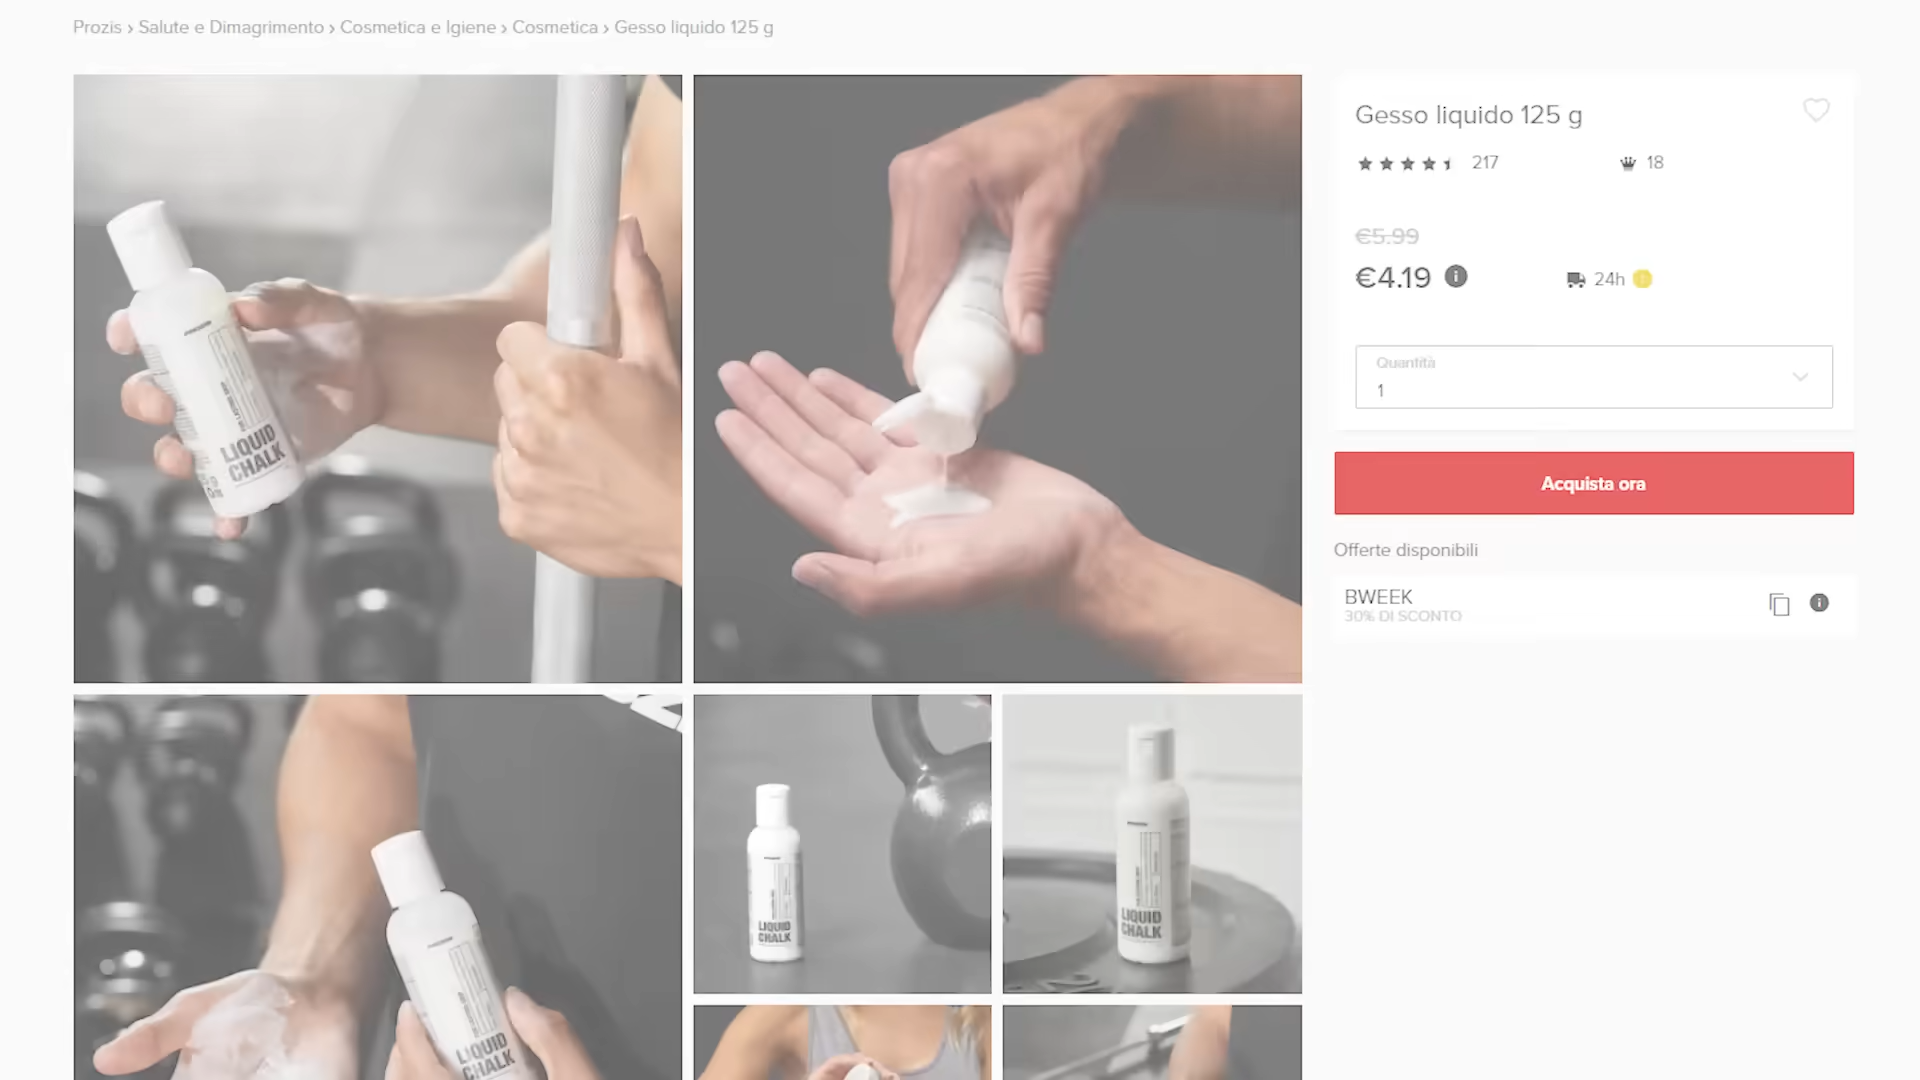 Prozis › Salute e Dimagrimento › Cosmetica e Igiene › Cosmetica › Gesso liquido 125 g
Gesso liquido 125 g
217
18
€5.99
€4.19
24h
Quantità
1
Acquista ora
Offerte disponibili
BWEEK
30% DI SCONTO
LIQUID
CHALK
LIQUID
CHALK
LIQUID
CHALK
LIQUID
CHALK